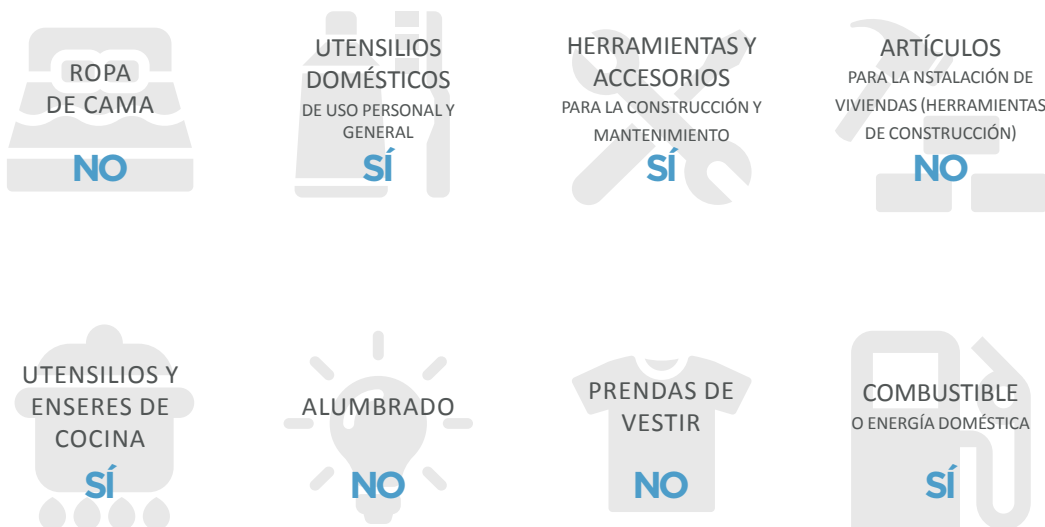 ROPA
DE CAMA
NO
UTENSILIOS
DOMÉSTICOS
DE USO PERSONAL Y
GENERAL
SÍ
HERRAMIENTAS Y
ACCESORIOS
PARA LA CONSTRUCCIÓN Y
MANTENIMIENTO
SÍ
ARTÍCULOS
PARA LA NSTALACIÓN DE
VIVIENDAS (HERRAMIENTAS
DE CONSTRUCCIÓN)
NO
UTENSILIOS Y
ENSERES DE
COCINA
SÍ
ALUMBRADO
NO
PRENDAS DE
VESTIR
NO
COMBUSTIBLE
O ENERGÍA DOMÉSTICA
SÍ